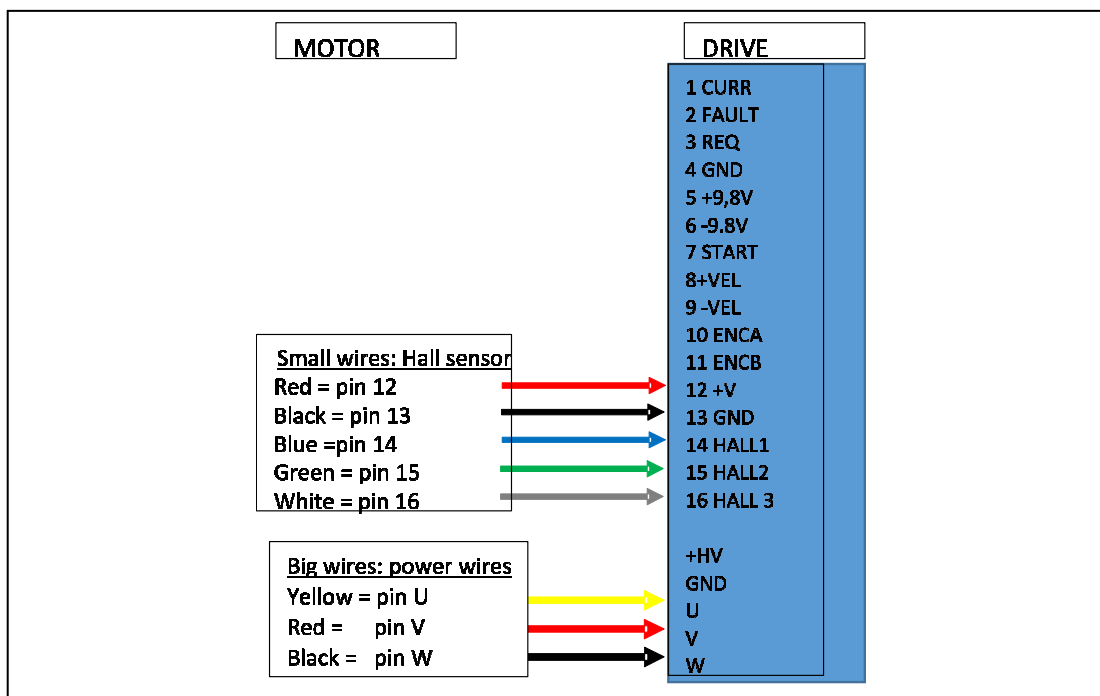 MOTOR
DRIVE
1 CURR
2 FAULT
3 REQ
4 GND
5 +9,8V
6 -9.8V
7 START
8+VEL
9 -VEL
10 ENCA
11 ENCB
12 +V
13 GND
14 HALL1
15 HALL2
16 HALL 3
+HV
GND
U
V
W
Small wires: Hall sensor
Red = pin 12
Black = pin 13
Blue =pin 14
Green = pin 15
White = pin 16
Big wires: power wires
Yellow = pin U
Red = pin V
Black = pin W